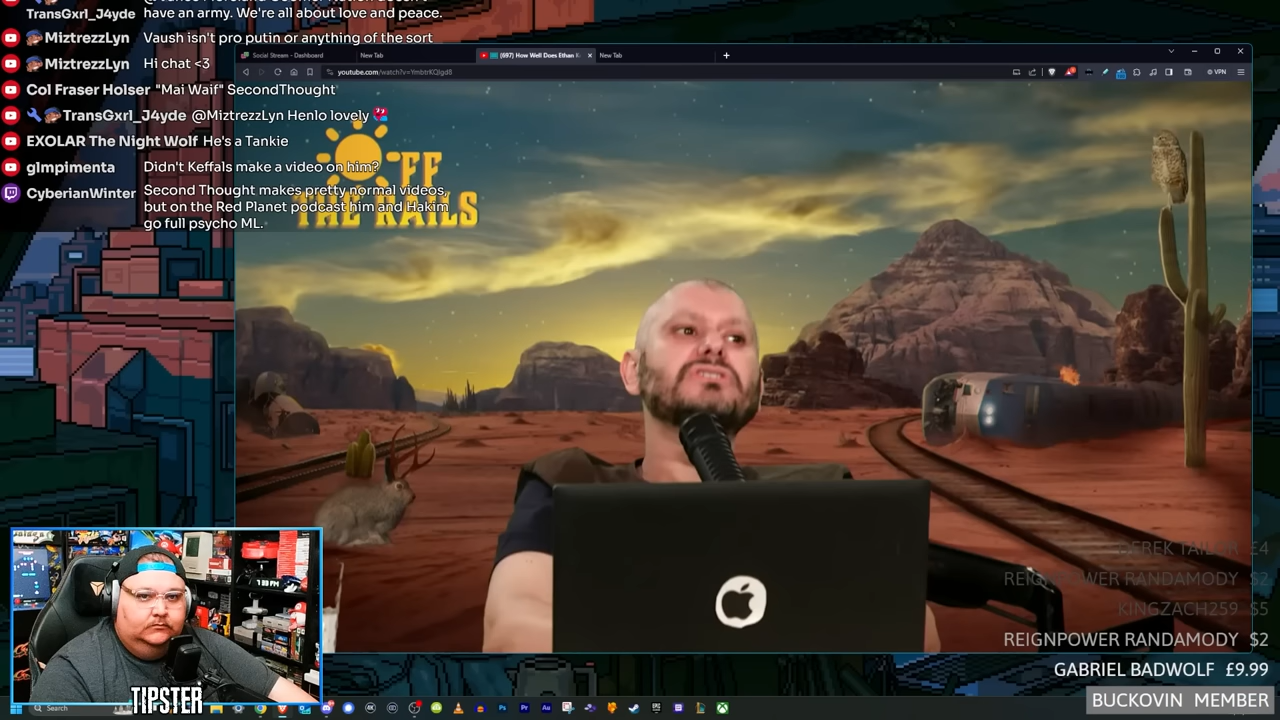 TransGxrl_J4yde
have an army. We're all about love and peace.
MiztrezzLyn Vaush isn't pro putin or anything of the sort
MiztrezzLyn Hi chat <3
Col Fraser Holser "Mai Waif" SecondThought
TransGxrl_J4yde @MiztrezzLyn Henlo lovely
EXOLAR The Night Wolf He's a Tankie
glmpimenta Didn't Keffals make a video on him?
CyberianWinter Second Thought makes pretty normal videos,
but on the Red Planet podcast him and Hakim
go full psycho ML.
Social Stream - Dashboard
New Tab
(697) How Well Does Ethan K
New Tab
youtube.com/watch?v=YmbtrKQJgd8
VPN
FF
THE RAILS
DEREK TAILOR £4
REIGNPOWER RANDAMODY $2
KINGZACH259 $5
REIGNPOWER RANDAMODY $2
GABRIEL BADWOLF £9.99
BUCKOVIN MEMBER
TIPSTER
Search